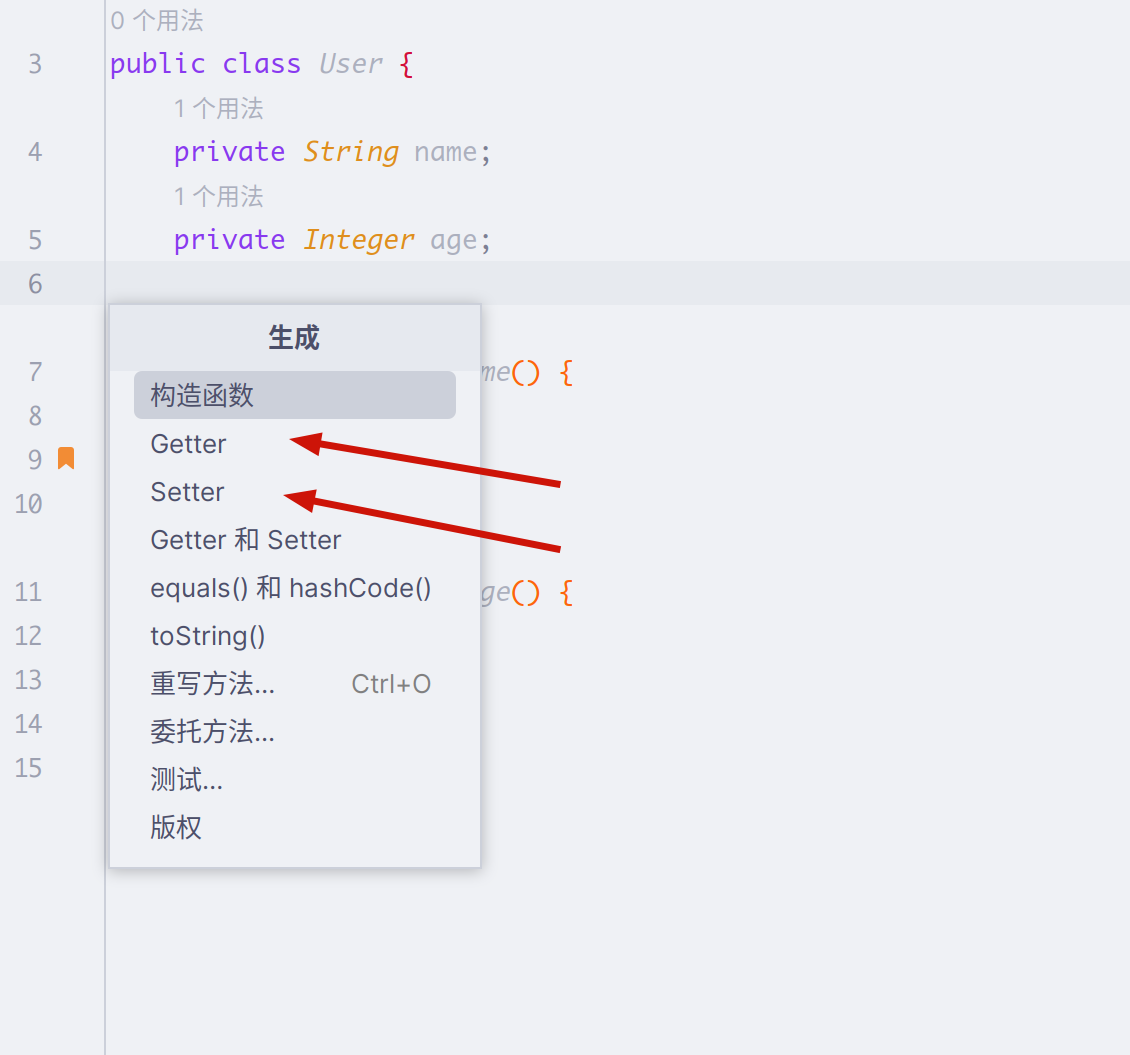 0 个用法
3 public class User {
1 个用法
4 private String name;
1 个用法
5 private Integer age;
6
生成
7 me() {
构造函数
8
Getter
9
Setter
10
Getter 和 Setter
equals() 和 hashCode()
11 ge() {
toString()
12
重写方法... Ctrl+O
13
委托方法...
14
测试...
15
版权